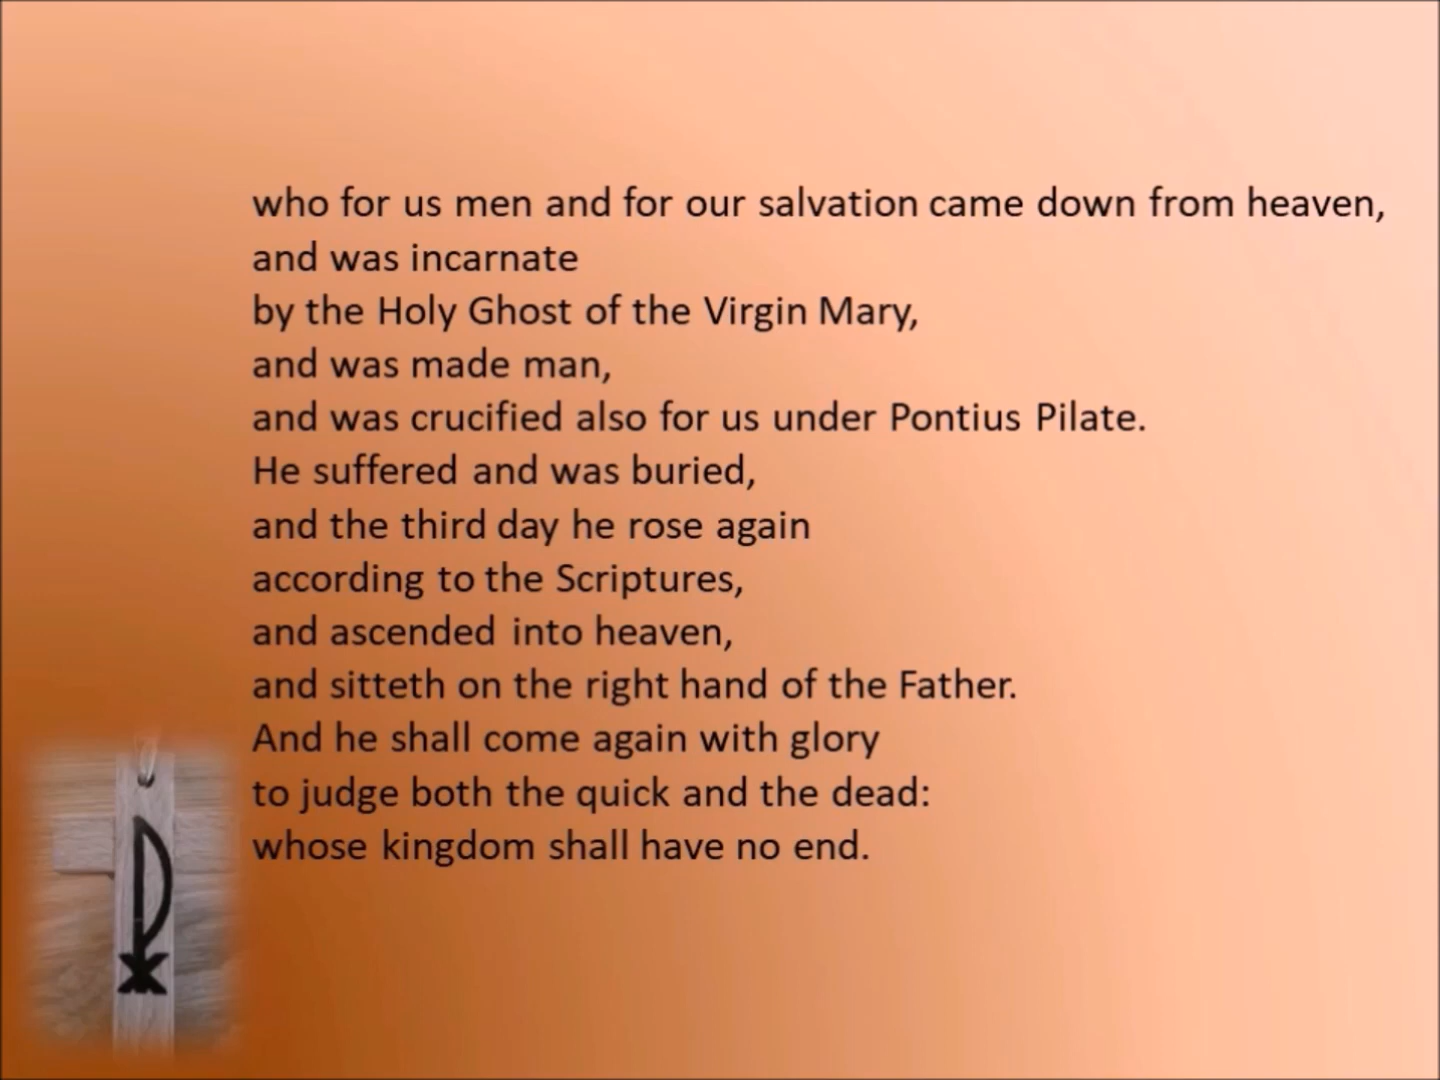 who for us men and for our salvation came down from heaven,
and was incarnate
by the Holy Ghost of the Virgin Mary,
and was made man,
and was crucified also for us under Pontius Pilate.
He suffered and was buried,
and the third day he rose again
according to the Scriptures,
and ascended into heaven,
and sitteth on the right hand of the Father.
And he shall come again with glory
to judge both the quick and the dead:
whose kingdom shall have no end.